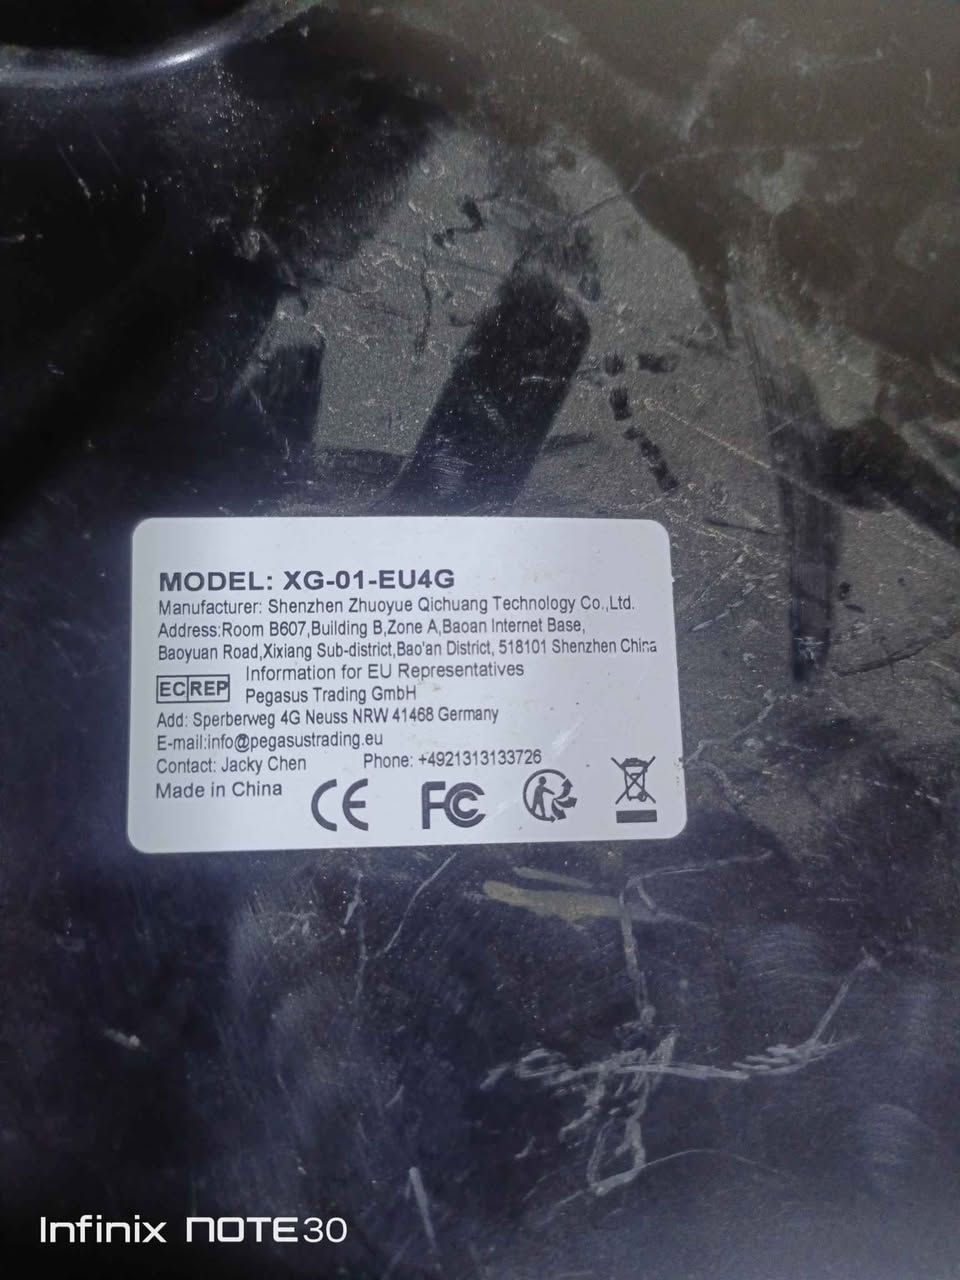 MODEL: XG-01-EU4G
Manufacturer: Shenzhen Zhuoyue Qichuang Technology Co.,Ltd.
Address:Room B607,Building B,Zone A,Baoan Internet Base,
Baoyuan Road,Xixiang Sub-district,Bao'an District, 518101 Shenzhen China
EC REP
Information for EU Representatives
Pegasus Trading GmbH
Add: Sperberweg 4G Neuss NRW 41468 Germany
E-mail:info@pegasustrading.eu
Contact: Jacky Chen Phone: +4921313133726
Made in China
CE FC
Infinix NOTE 30